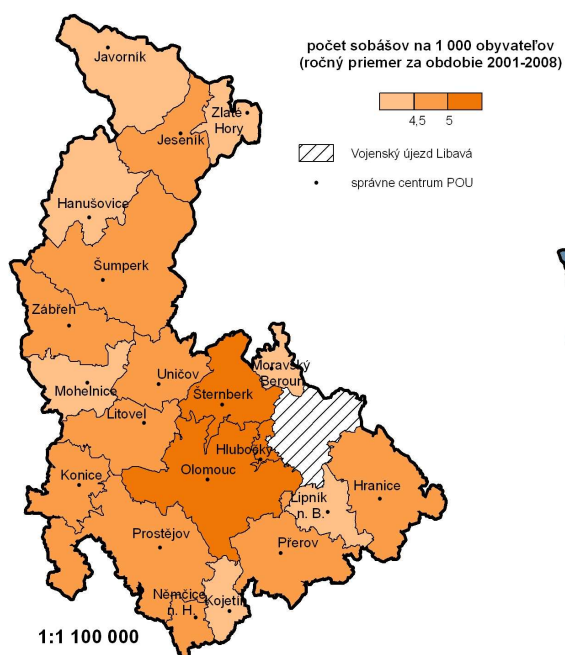 počet sobášov na 1 000 obyvateľov
(ročný priemer za obdobie 2001-2008)
4,5 5
Vojenský újezd Libavá
správne centrum POU
Javorník
Zlaté
Hory
Jeseník
Hanušovice
Šumperk
Zábřeh
Moravský
Beroun
Uničov
Mohelnice
Šternberk
Litovel
Hlubočky
Olomouc
Konice
Hranice
Lipník
n. B.
Prostějov
Přerov
Němčice
n. H.
Kojetín
1:1 100 000